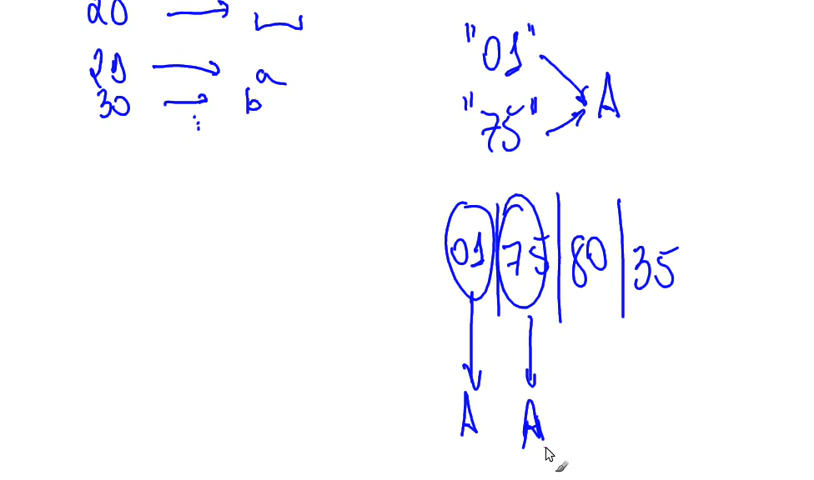 20 → ␣
29 → a
30 → b
⋮
"01"
"75" → A
01 | 75 | 80 | 35
A A